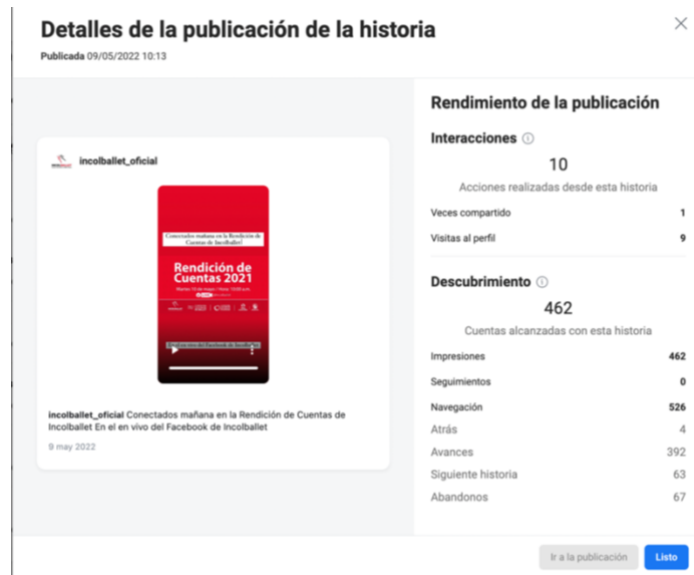 Detalles de la publicación de la historia
Publicada 09/05/2022 10:13
incolballet_oficial
Conectados mañana en la Rendición de
Cuentas de Incolballet!
Rendición de
Cuentas 2021
incolballet_oficial Conectados mañana en la Rendición de Cuentas de
Incolballet En el en vivo del Facebook de Incolballet
9 may 2022
Rendimiento de la publicación
Interacciones
10
Acciones realizadas desde esta historia
Veces compartido 1
Visitas al perfil 9
Descubrimiento
462
Cuentas alcanzadas con esta historia
Impresiones 462
Seguimientos 0
Navegación 526
Atrás 4
Avances 392
Siguiente historia 63
Abandonos 67
Ir a la publicación
Listo